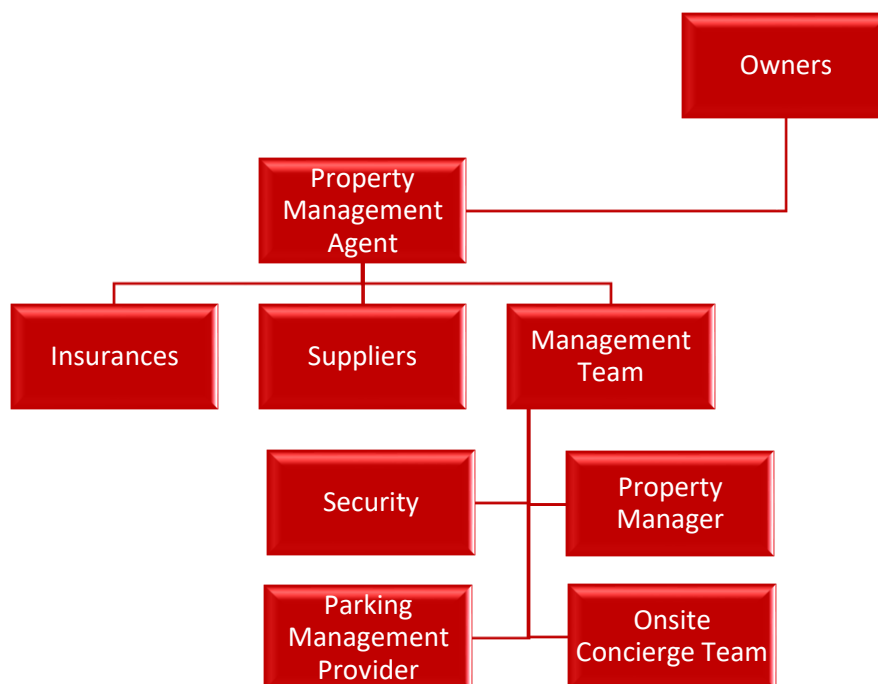 Owners
Property
Management
Agent
Insurances
Suppliers
Management
Team
Security
Property
Manager
Parking
Management
Provider
Onsite
Concierge Team